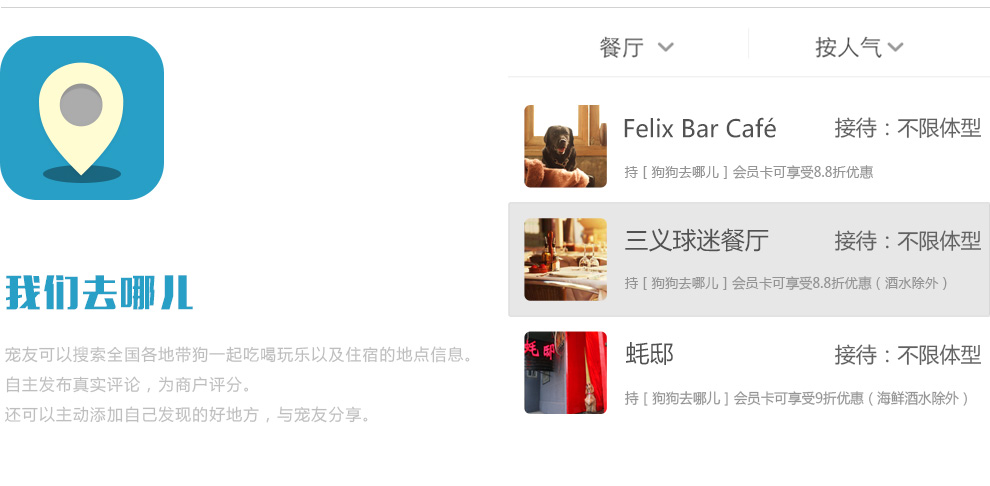 餐厅
按人气
Felix Bar Café
接待：不限体型
持 [ 狗狗去哪儿 ] 会员卡可享受8.8折优惠
三义球迷餐厅
接待：不限体型
持 [ 狗狗去哪儿 ] 会员卡可享受8.8折优惠 ( 酒水除外 )
蚝邸
接待：不限体型
持 [ 狗狗去哪儿 ] 会员卡可享受9折优惠 ( 海鲜酒水除外 )
我们去哪儿
宠友可以搜索全国各地带狗一起吃喝玩乐以及住宿的地点信息。
自主发布真实评论，为商户评分。
还可以主动添加自己发现的好地方，与宠友分享。
蚝邸